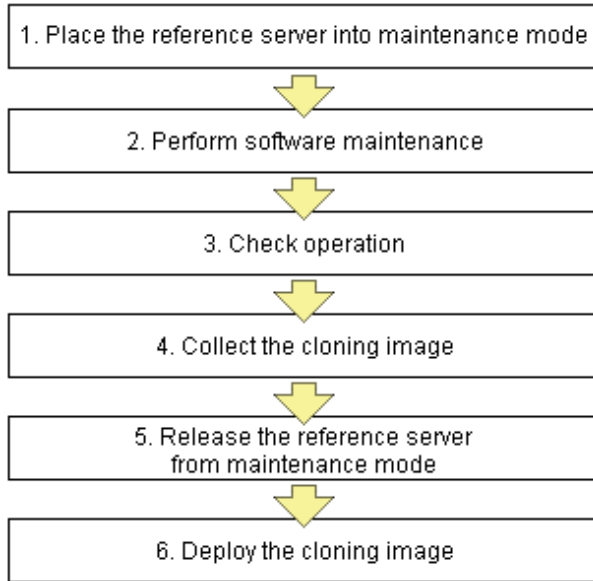 1. Place the reference server into maintenance mode
2. Perform software maintenance
3. Check operation
4. Collect the cloning image
5. Release the reference server
from maintenance mode
6. Deploy the cloning image